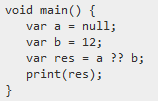 void main() {
   var a = null;
   var b = 12;
   var res = a ?? b;
   print(res);
}